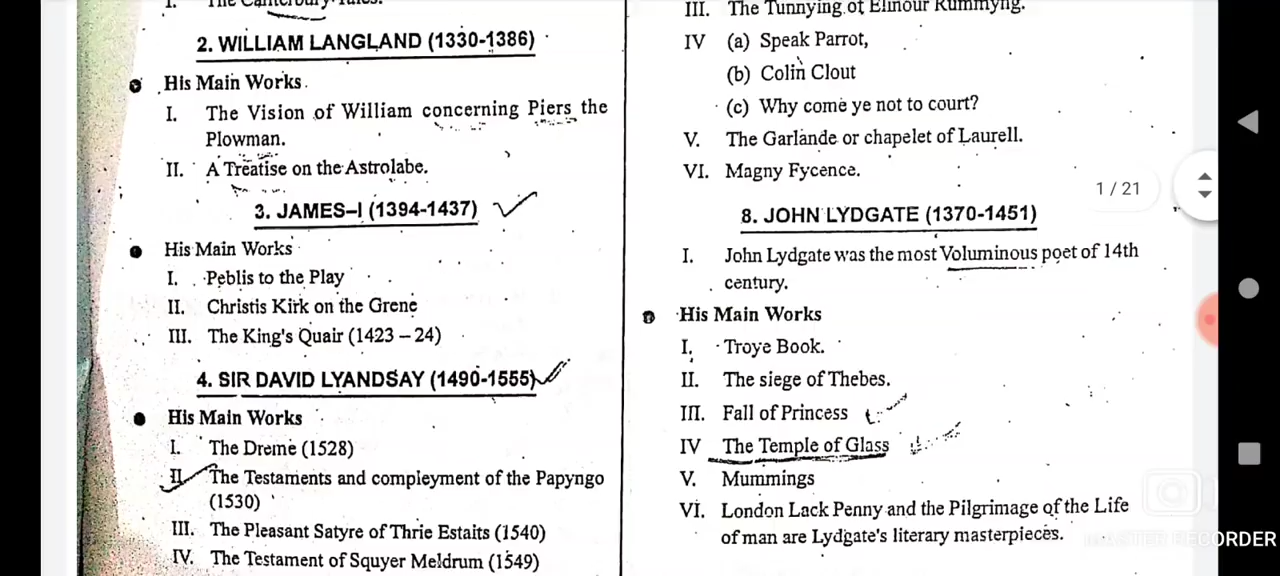 I. The Canterbury Tales.
2. WILLIAM LANGLAND (1330-1386)
His Main Works.
I. The Vision of William concerning Piers the
Plowman.
II. A Treatise on the Astrolabe.
3. JAMES–I (1394-1437)
His Main Works
I. Peblis to the Play
II. Christis Kirk on the Grene
III. The King's Quair (1423 – 24)
4. SIR DAVID LYANDSAY (1490-1555)
His Main Works
I. The Dreme (1528)
II. The Testaments and compleyment of the Papyngo
(1530)
III. The Pleasant Satyre of Thrie Estaits (1540)
IV. The Testament of Squyer Meldrum (1549)
III. The Tunnying of Elinour Rummyng.
IV (a) Speak Parrot,
(b) Colin Clout
(c) Why come ye not to court?
V. The Garlande or chapelet of Laurell.
VI. Magny Fycence.
1 / 21
8. JOHN LYDGATE (1370-1451)
I. John Lydgate was the most Voluminous poet of 14th
century.
His Main Works
I. Troye Book.
II. The siege of Thebes.
III. Fall of Princess
IV The Temple of Glass
V. Mummings
VI. London Lack Penny and the Pilgrimage of the Life
of man are Lydgate's literary masterpieces.
MASTER RECORDER